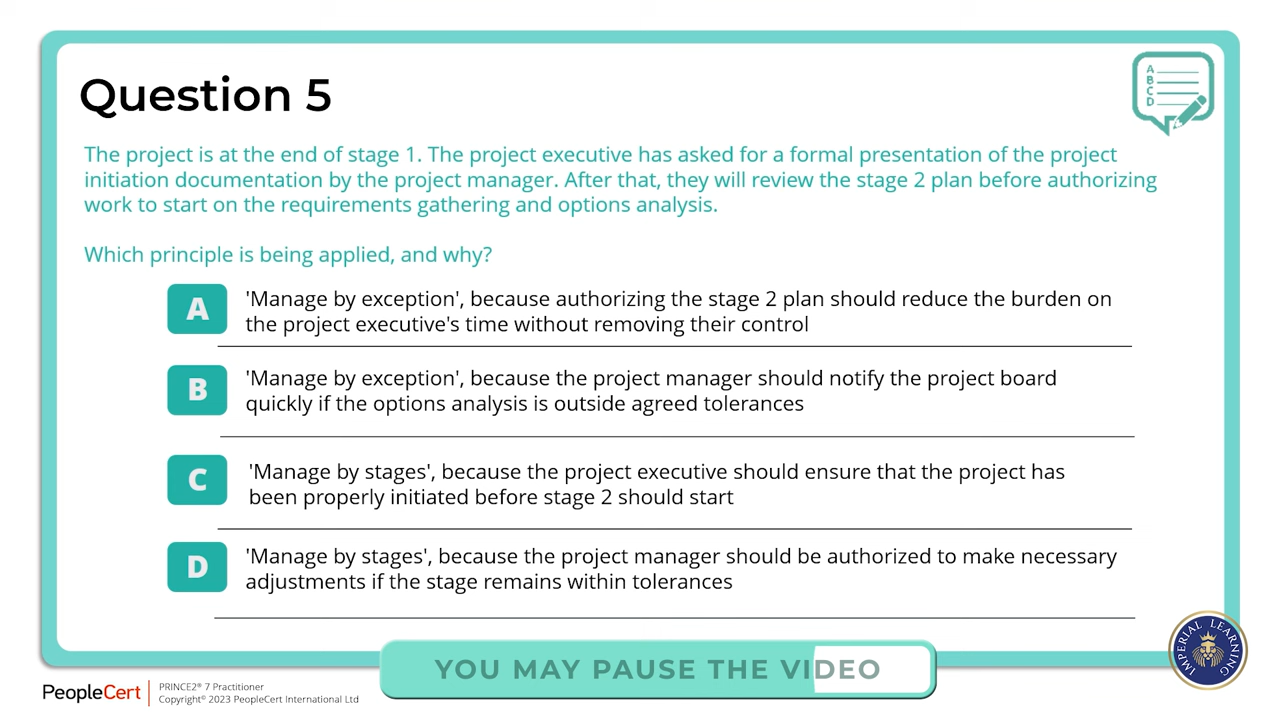 Question 5
A
B
C
D
The project is at the end of stage 1. The project executive has asked for a formal presentation of the project
initiation documentation by the project manager. After that, they will review the stage 2 plan before authorizing
work to start on the requirements gathering and options analysis.
Which principle is being applied, and why?
A
'Manage by exception', because authorizing the stage 2 plan should reduce the burden on
the project executive's time without removing their control
B
'Manage by exception', because the project manager should notify the project board
quickly if the options analysis is outside agreed tolerances
C
'Manage by stages', because the project executive should ensure that the project has
been properly initiated before stage 2 should start
D
'Manage by stages', because the project manager should be authorized to make necessary
adjustments if the stage remains within tolerances
YOU MAY PAUSE THE VIDEO
IMPERIAL LEARNING
PeopleCert
PRINCE2® 7 Practitioner
Copyright© 2023 PeopleCert International Ltd